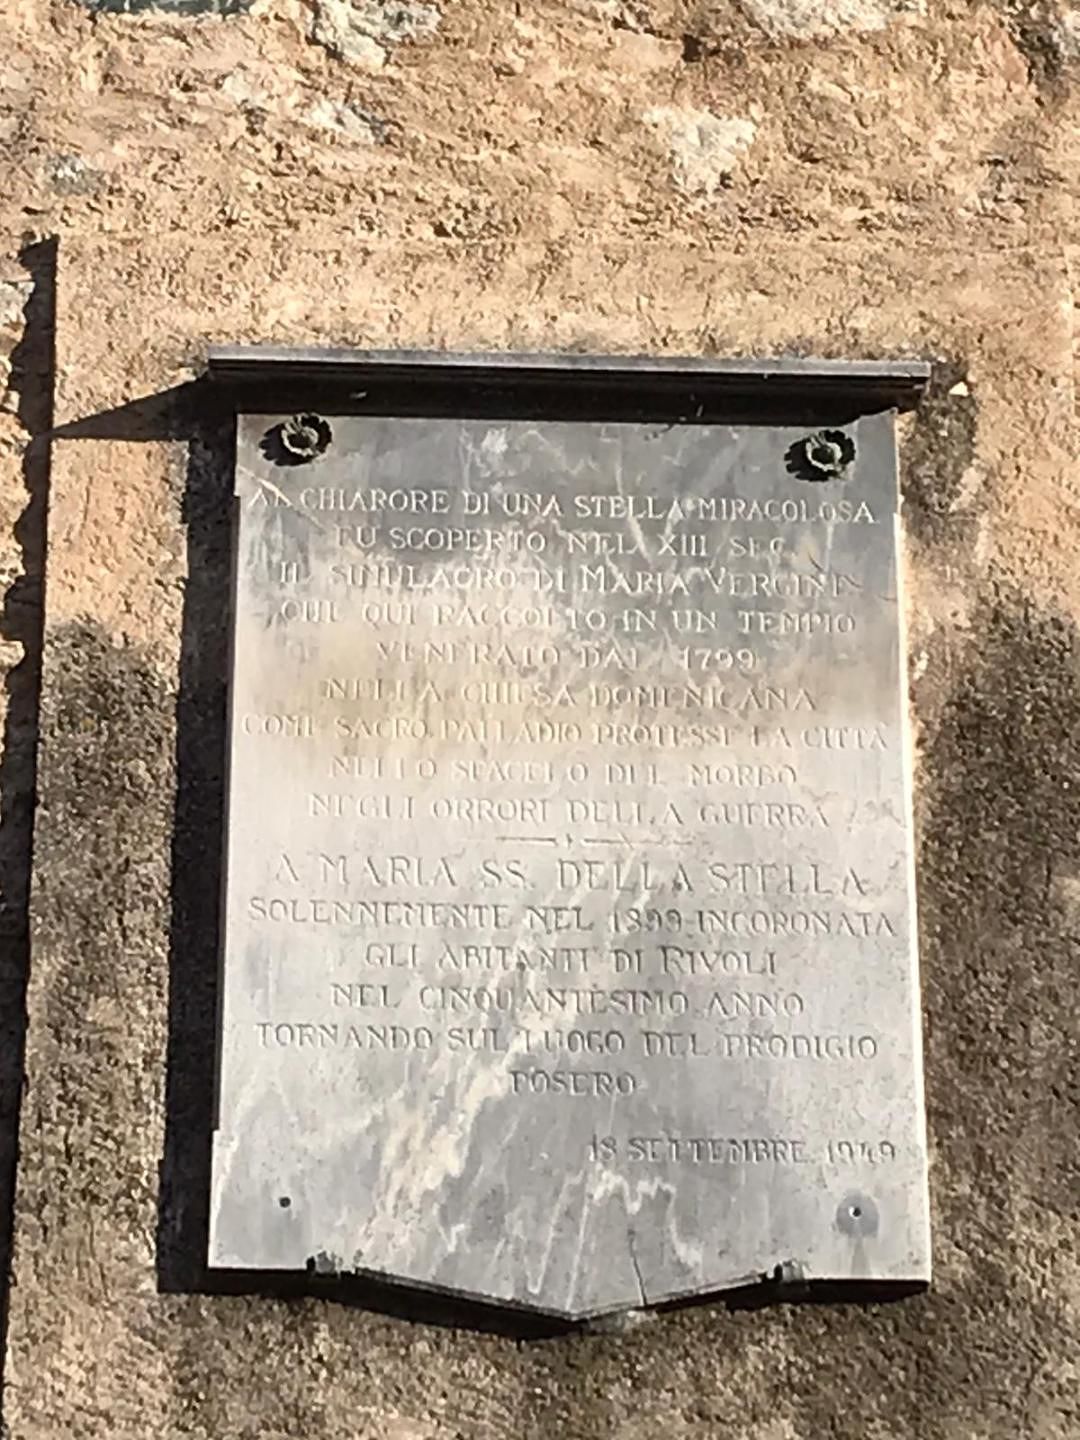 AL CHIARORE DI UNA STELLA MIRACOLOSA
FU SCOPERTO NEL XIII SEC.
IL SIMULACRO DI MARIA VERGINE
CHE QUI RACCOLTO IN UN TEMPIO
VENERATO DAL 1799
NELLA CHIESA DOMENICANA
COME SACRO PALLADIO PROTESSE LA CITTÀ
NELLO SFACELO DEL MORBO
NEGLI ORRORI DELLA GUERRA
A MARIA SS. DELLA STELLA
SOLENNEMENTE NEL 1899 INCORONATA
GLI ABITANTI DI RIVOLI
NEL CINQUANTESIMO ANNO
TORNANDO SUL LUOGO DEL PRODIGIO
POSERO
18 SETTEMBRE 1949